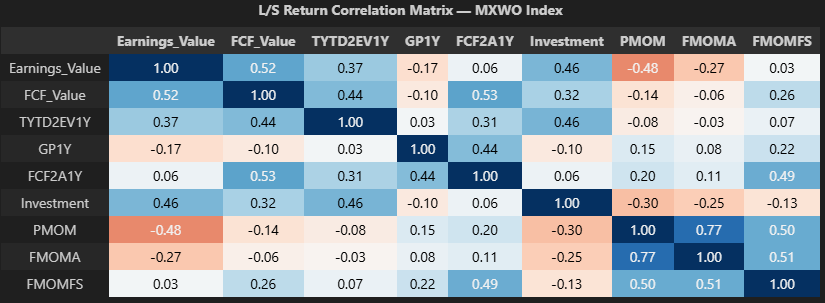 L/S Return Correlation Matrix — MXWO Index
Earnings_Value FCF_Value TYTD2EV1Y GP1Y FCF2A1Y Investment PMOM FMOMA FMOMFS
Earnings_Value 1.00 0.52 0.37 -0.17 0.06 0.46 -0.48 -0.27 0.03
FCF_Value 0.52 1.00 0.44 -0.10 0.53 0.32 -0.14 -0.06 0.26
TYTD2EV1Y 0.37 0.44 1.00 0.03 0.31 0.46 -0.08 -0.03 0.07
GP1Y -0.17 -0.10 0.03 1.00 0.44 -0.10 0.15 0.08 0.22
FCF2A1Y 0.06 0.53 0.31 0.44 1.00 0.06 0.20 0.11 0.49
Investment 0.46 0.32 0.46 -0.10 0.06 1.00 -0.30 -0.25 -0.13
PMOM -0.48 -0.14 -0.08 0.15 0.20 -0.30 1.00 0.77 0.50
FMOMA -0.27 -0.06 -0.03 0.08 0.11 -0.25 0.77 1.00 0.51
FMOMFS 0.03 0.26 0.07 0.22 0.49 -0.13 0.50 0.51 1.00